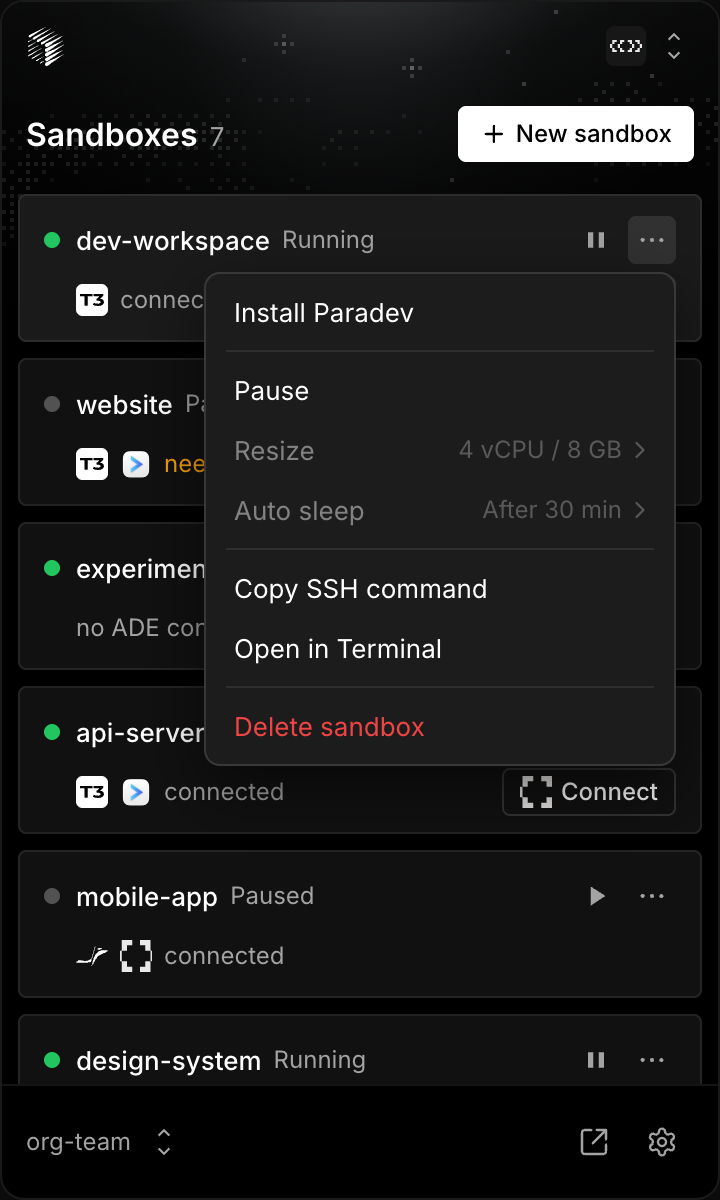 Sandboxes 7
+ New sandbox
dev-workspace Running
T3 connec
Install Paradev
Pause
website Pa
Resize 4 vCPU / 8 GB
T3 nee
Auto sleep After 30 min
experimen
Copy SSH command
no ADE con
Open in Terminal
api-server
Delete sandbox
T3 connected
Connect
mobile-app Paused
connected
design-system Running
org-team